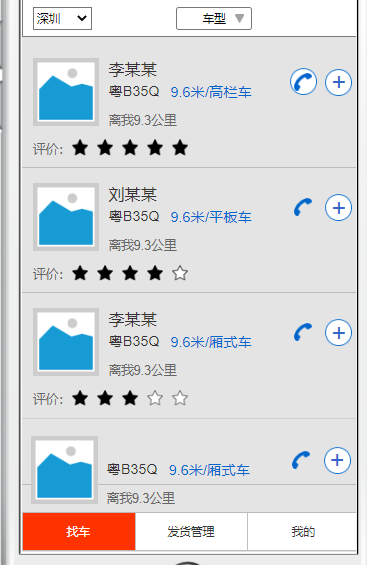 深圳 车型
李某某
粤B35Q 9.6米/高栏车
离我9.3公里
评价：
刘某某
粤B35Q 9.6米/平板车
离我9.3公里
评价：
李某某
粤B35Q 9.6米/厢式车
离我9.3公里
评价：
粤B35Q 9.6米/厢式车
离我9.3公里
找车 发货管理 我的